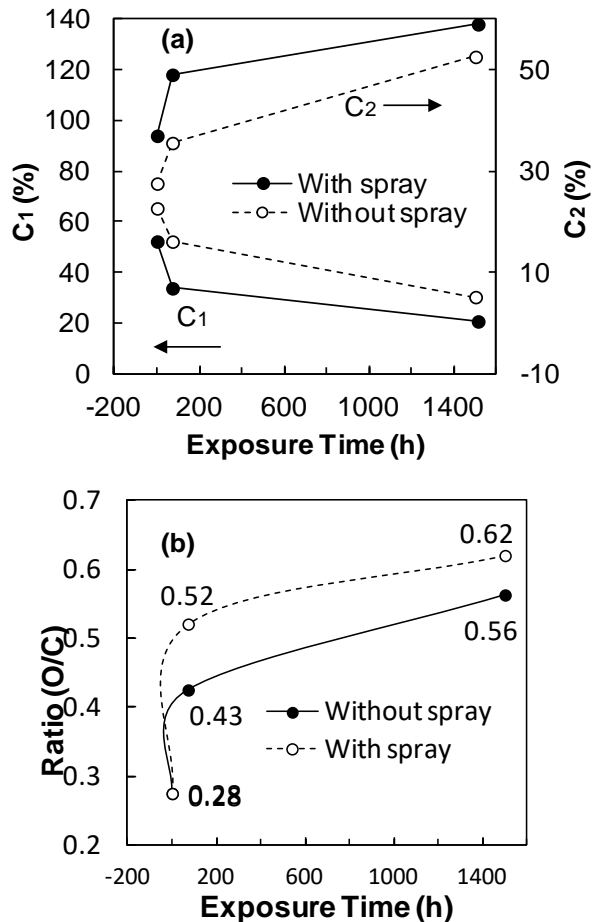 (a)
140
120
100
80
60
40
20
0
C1 (%)
50
30
10
-10
C2 (%)
C2
With spray
Without spray
C1
-200 200 600 1000 1400
Exposure Time (h)
(b)
0.7
0.6
0.5
0.4
0.3
0.2
Ratio (O/C)
0.62
0.52
0.56
0.43
Without spray
With spray
0.28
-200 200 600 1000 1400
Exposure Time (h)